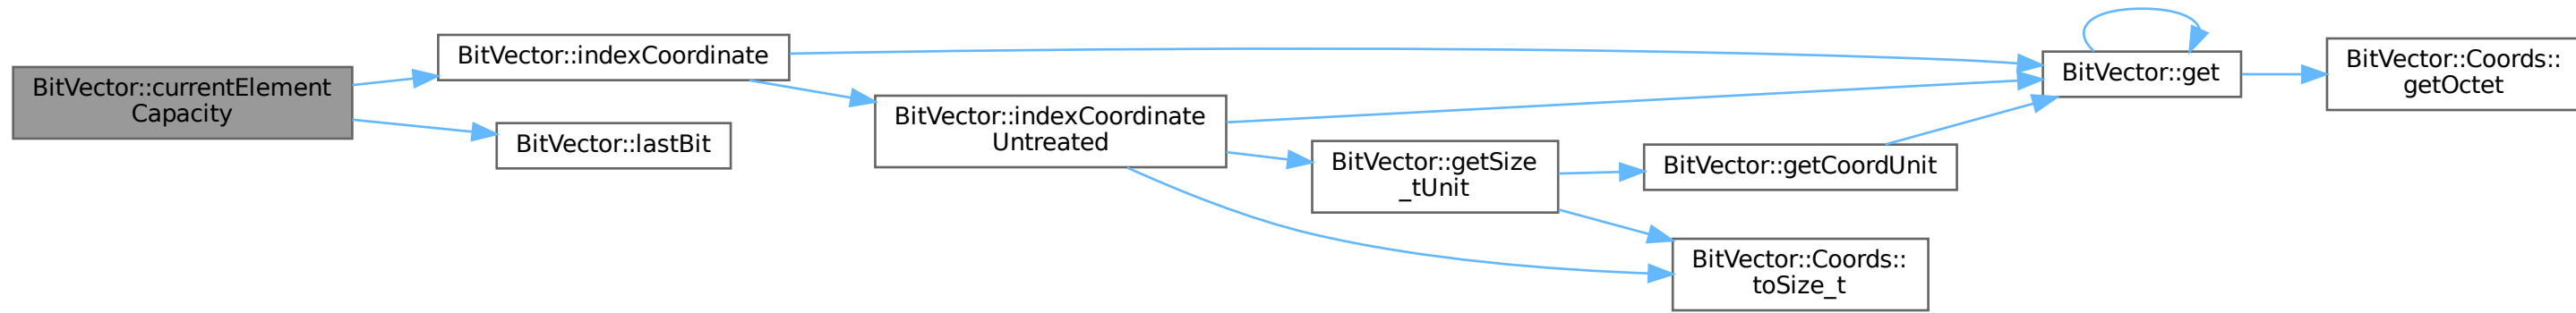 BitVector::currentElement
Capacity
BitVector::indexCoordinate
BitVector::lastBit
BitVector::indexCoordinate
Untreated
BitVector::getSize
_tUnit
BitVector::getCoordUnit
BitVector::Coords::
toSize_t
BitVector::get
BitVector::Coords::
getOctet